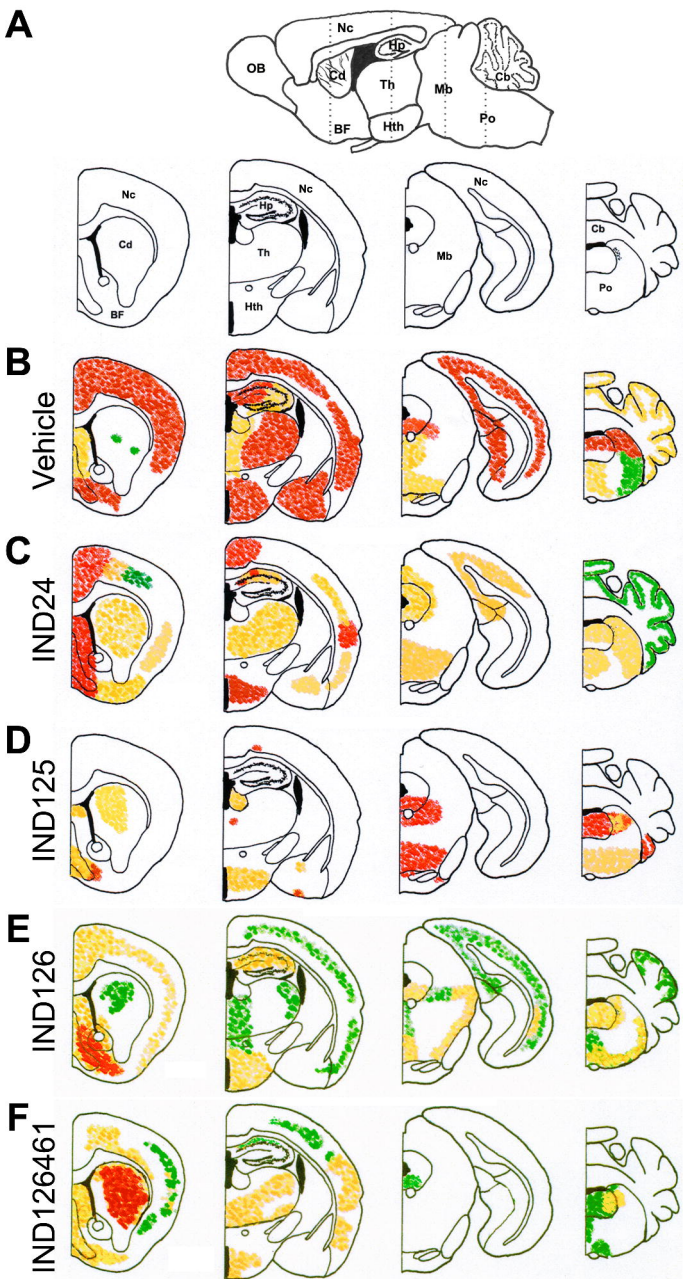 A
Nc
Hp
OB
Cd
Th
Cb
Mb
BF
Hth
Po
Nc
Nc
Nc
Hp
Cd
Th
Mb
Cb
Po
Hth
BF
B
Vehicle
C
IND24
D
IND125
E
IND126
F
IND126461